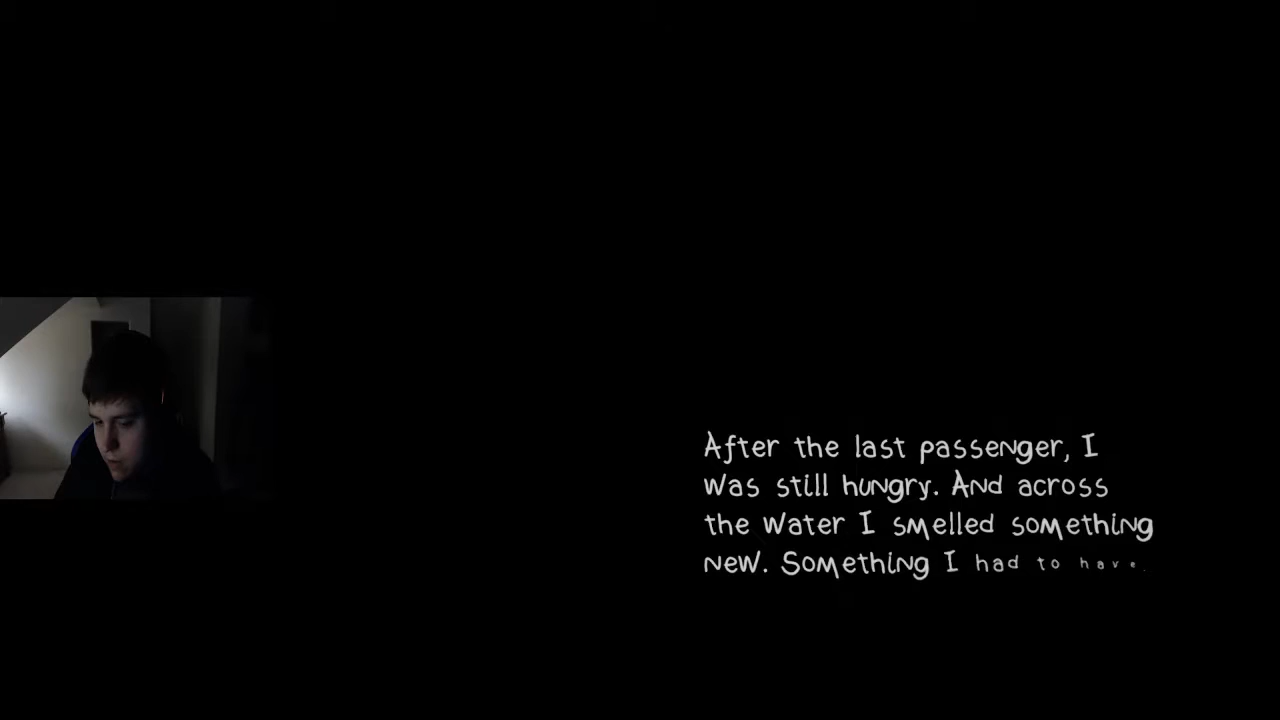 After the last passenger, I
was still hungry. And across
the water I smelled something
new. Something I had to have.